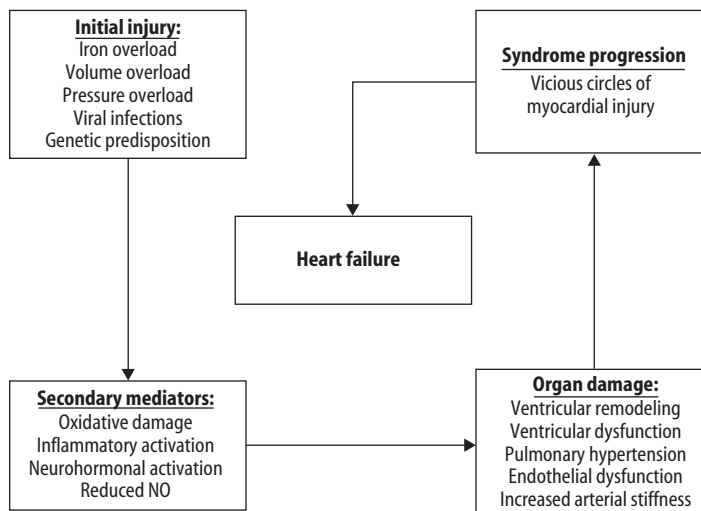 Initial injury:
Iron overload
Volume overload
Pressure overload
Viral infections
Genetic predisposition
Syndrome progression
Vicious circles of
myocardial injury
Heart failure
Secondary mediators:
Oxidative damage
Inflammatory activation
Neurohormonal activation
Reduced NO
Organ damage:
Ventricular remodeling
Ventricular dysfunction
Pulmonary hypertension
Endothelial dysfunction
Increased arterial stiffness